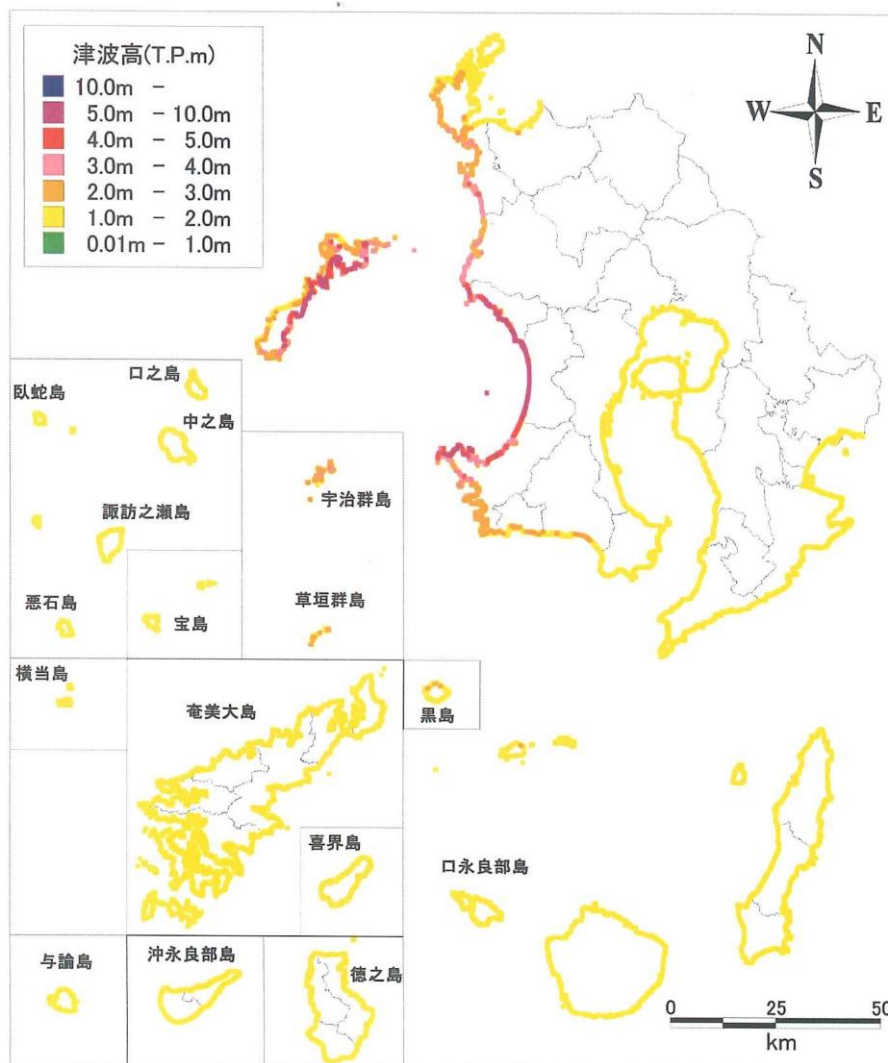 津波高(T.P.m)
10.0m -
5.0m - 10.0m
4.0m - 5.0m
3.0m - 4.0m
2.0m - 3.0m
1.0m - 2.0m
0.01m - 1.0m
N
W E
S
口之島
臥蛇島
中之島
宇治群島
諏訪之瀬島
悪石島
宝島
草垣群島
横当島
奄美大島
黒島
喜界島
口永良部島
与論島
沖永良部島
徳之島
0 25 50
km